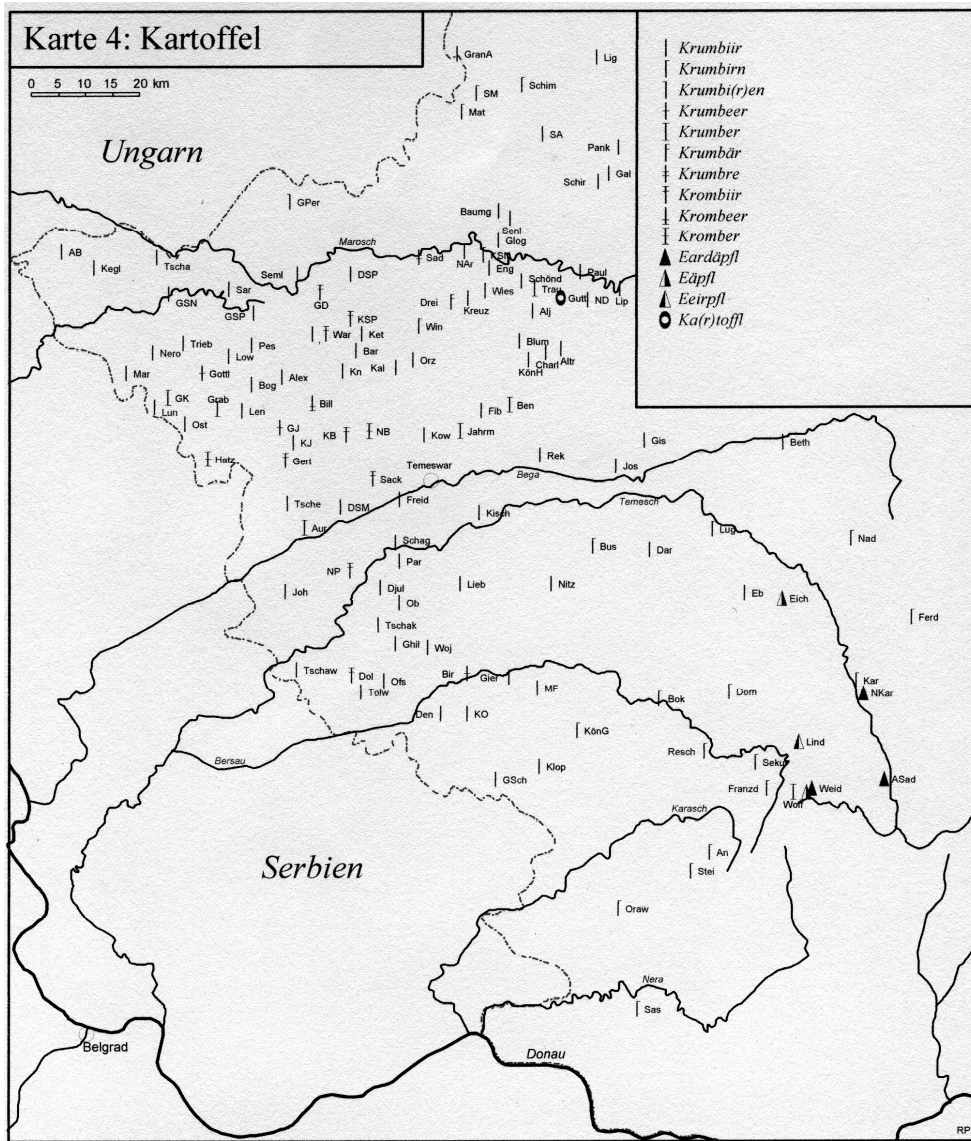 Karte 4: Kartoffel
0 5 10 15 20 km
Krumbiir
Krumbirn
Krumbi(r)en
Krumbeer
Krumber
Krumbär
Krumbre
Krombiir
Krombeer
Kromber
Eardäpfl
Eäpfl
Eeirpfl
Ka(r)toffl
GranA
Lig
Schim
SM
Mat
SA
Ungarn
Pank
Gal
Schir
GPer
Baumg
Senl
Glog
Marosch
AB
Kegl
Tscha
Seml
DSP
Sad
NAr
KSN
Eng
Schönd
Paul
Sar
GSN
GSP
GD
Drei
Kreuz
Wies
Trau
Gutt
ND
Lip
Alj
KSP
War
Ket
Win
Nero
Trieb
Low
Pes
Bar
Blum
Charl
Altr
KönH
Mar
Gottl
Bog
Alex
Kn
Kal
Orz
GK
Lun
Grab
Len
Bill
Fib
Ben
Ost
GJ
KJ
KB
NB
Kow
Jahrm
Gis
Beth
Hatz
Gert
Temeswar
Bega
Rek
Jos
Sack
Tsche
DSM
Freid
Kisch
Temesch
Aur
Lug
Schag
Bus
Dar
Nad
Par
NP
Joh
Djul
Ob
Lieb
Nitz
Eb
Eich
Ferd
Tschak
Ghil
Woj
Tschaw
Dol
Tolw
Ofs
Bir
Gier
MF
Bok
Dom
Kar
NKar
Den
KO
KönG
Lind
Resch
Seku
Bersau
Klop
GSch
Franzd
Wolf
Weid
ASad
Karasch
An
Stei
Serbien
Oraw
Nera
Sas
Belgrad
Donau
RP